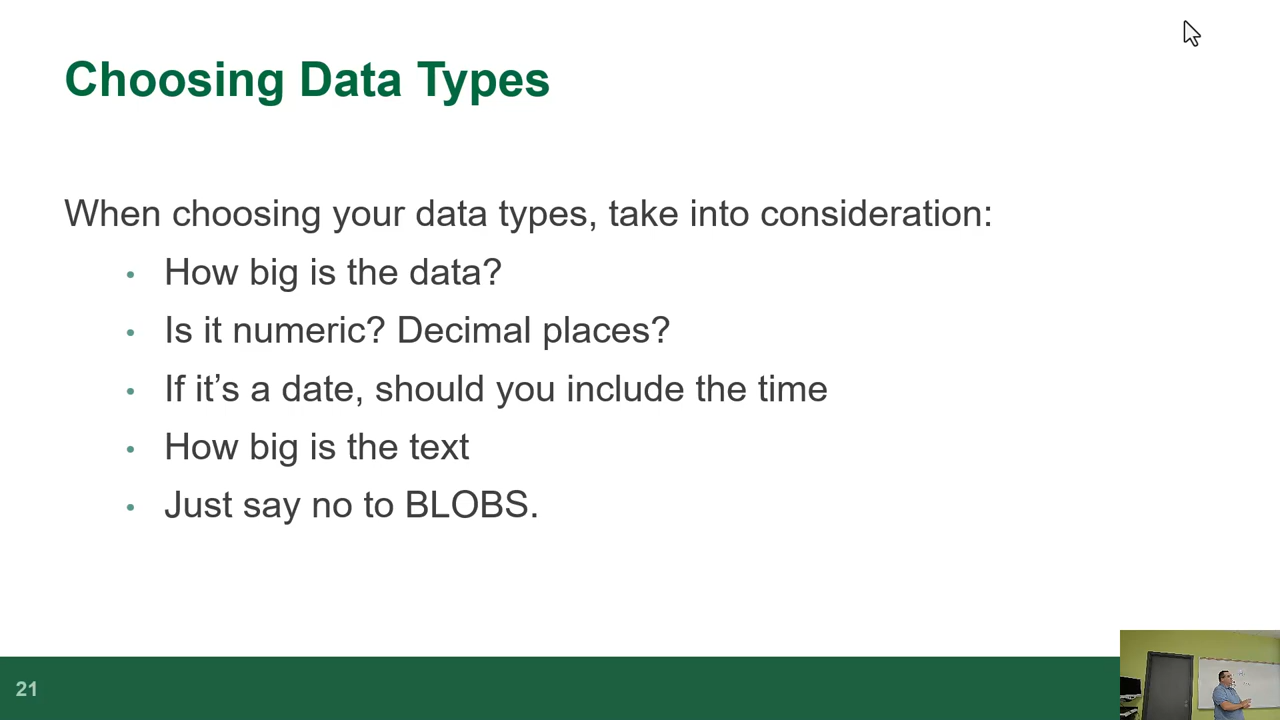 Choosing Data Types
When choosing your data types, take into consideration:
• How big is the data?
• Is it numeric? Decimal places?
• If it’s a date, should you include the time
• How big is the text
• Just say no to BLOBS.
21